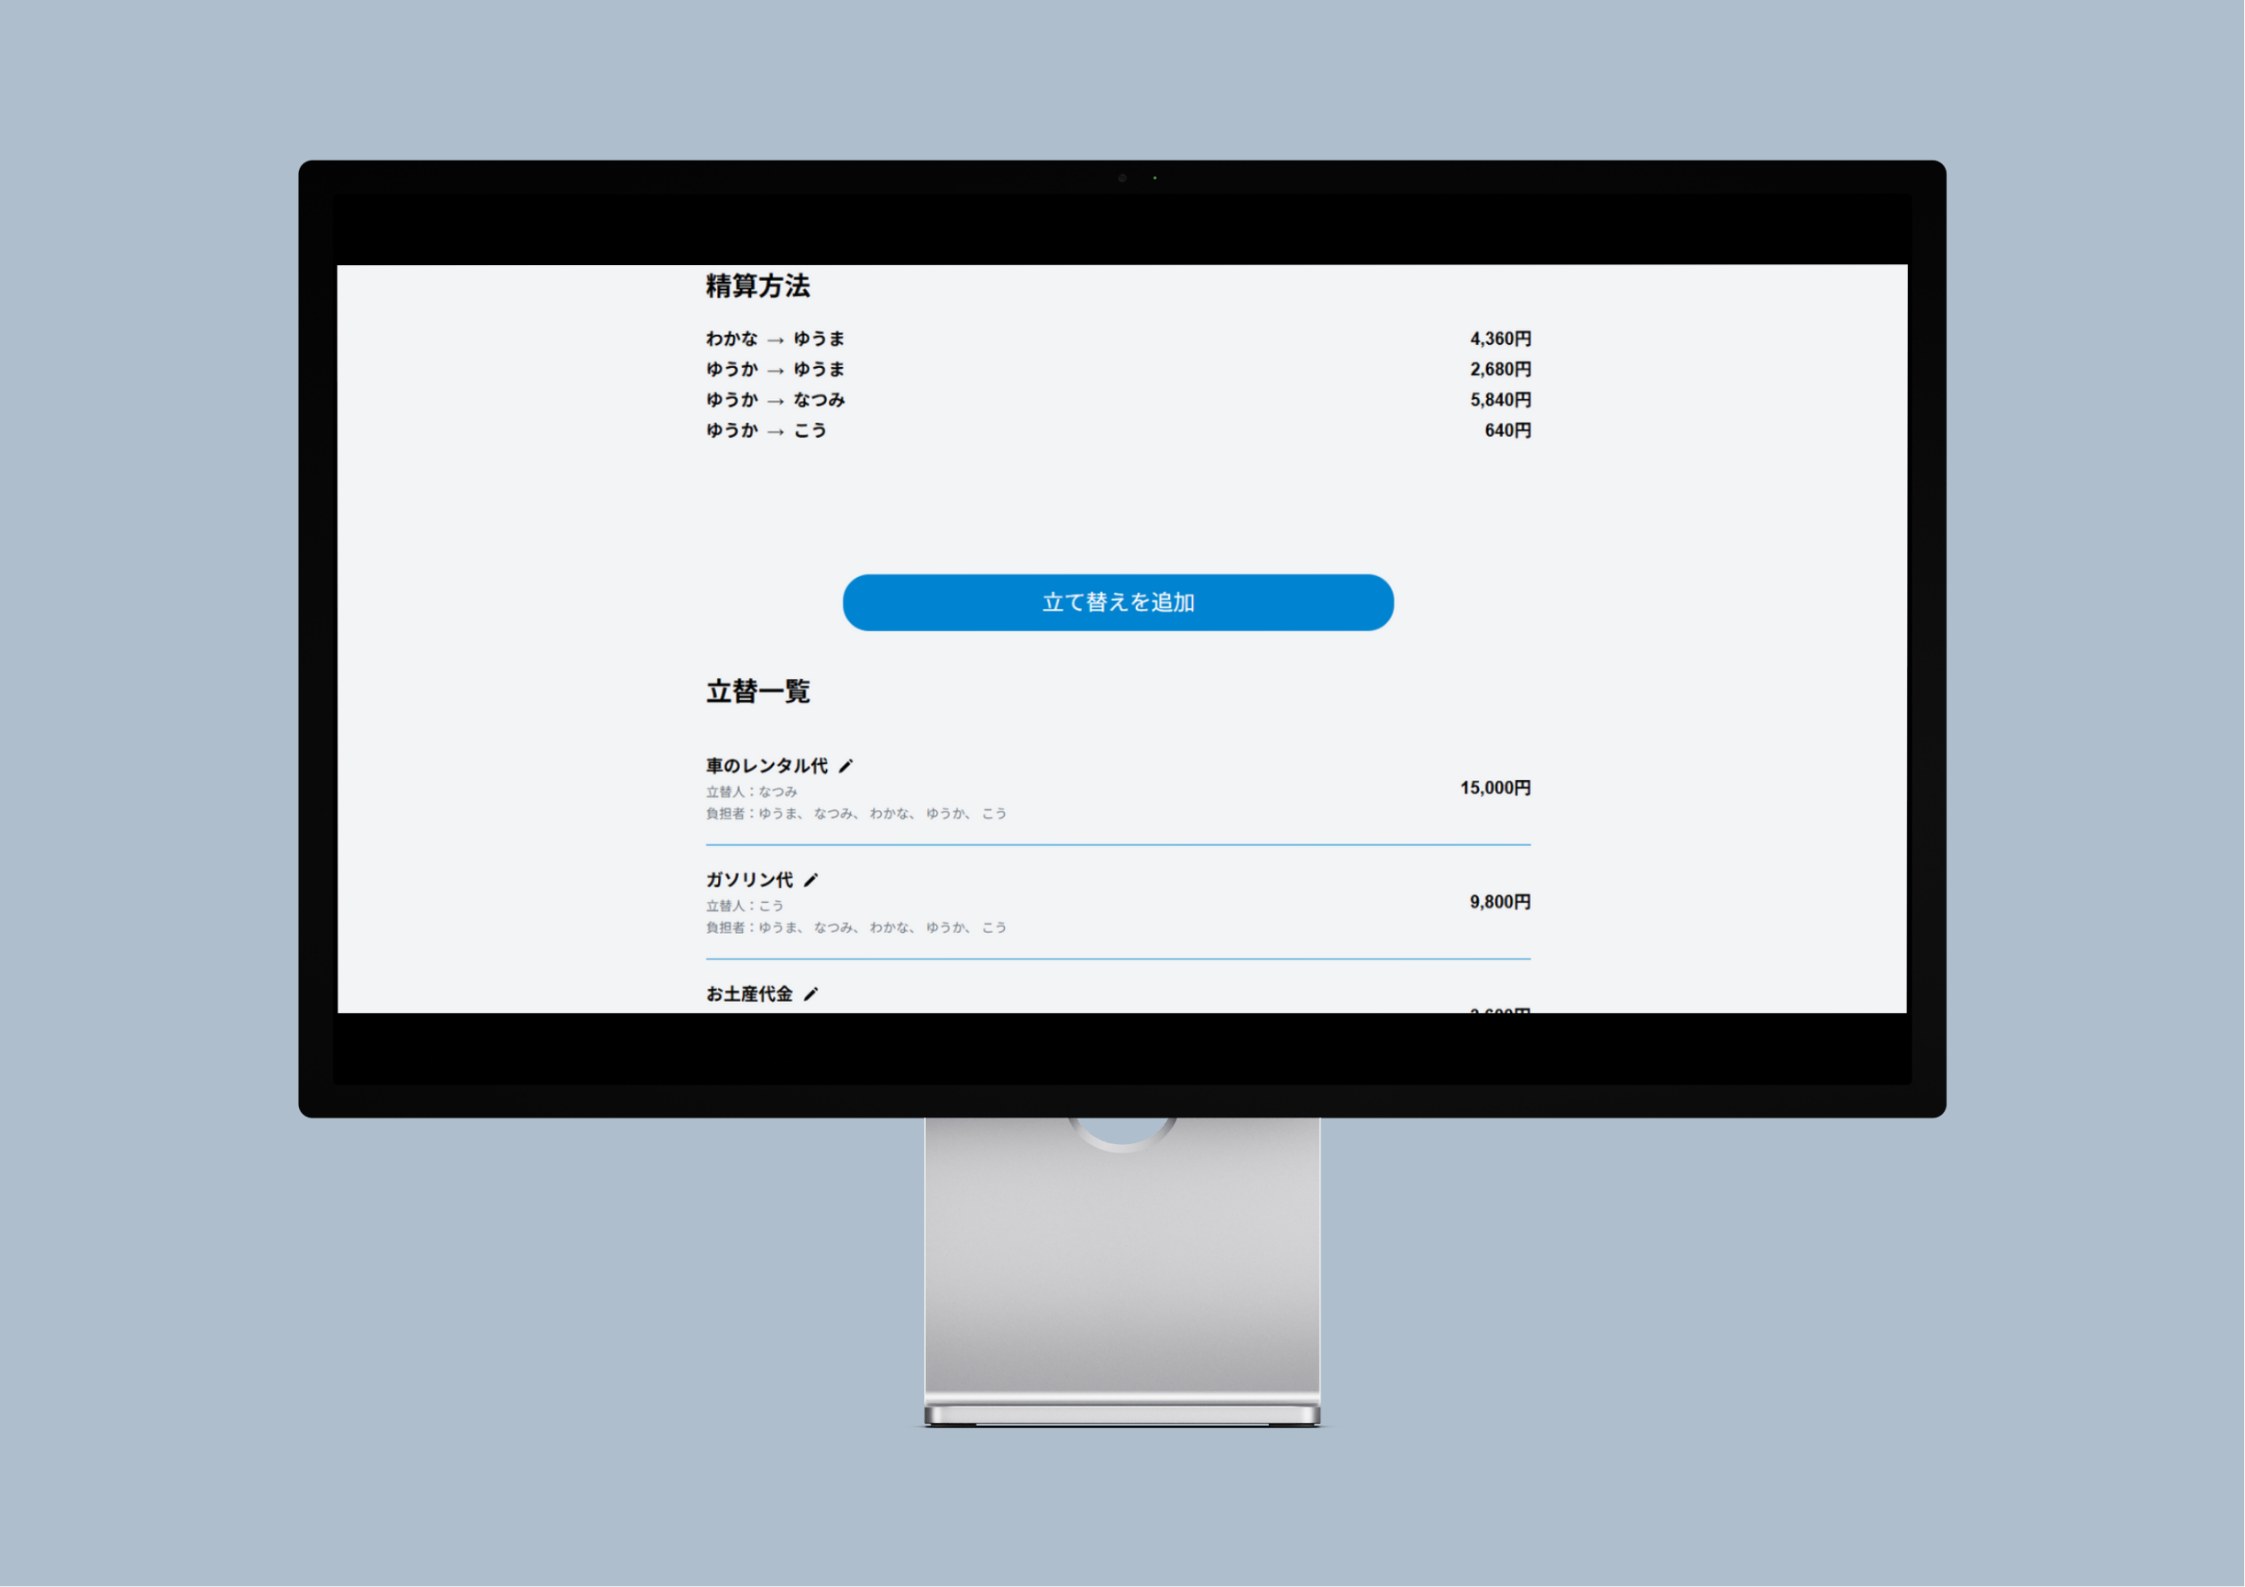 精算方法
わかな → ゆうま 4,360円
ゆうか → ゆうま 2,680円
ゆうか → なつみ 5,840円
ゆうか → こう 640円
立て替えを追加
立替一覧
車のレンタル代
立替人：なつみ
負担者：ゆうま、 なつみ、 わかな、 ゆうか、 こう
15,000円
ガソリン代
立替人：こう
負担者：ゆうま、 なつみ、 わかな、 ゆうか、 こう
9,800円
お土産代金